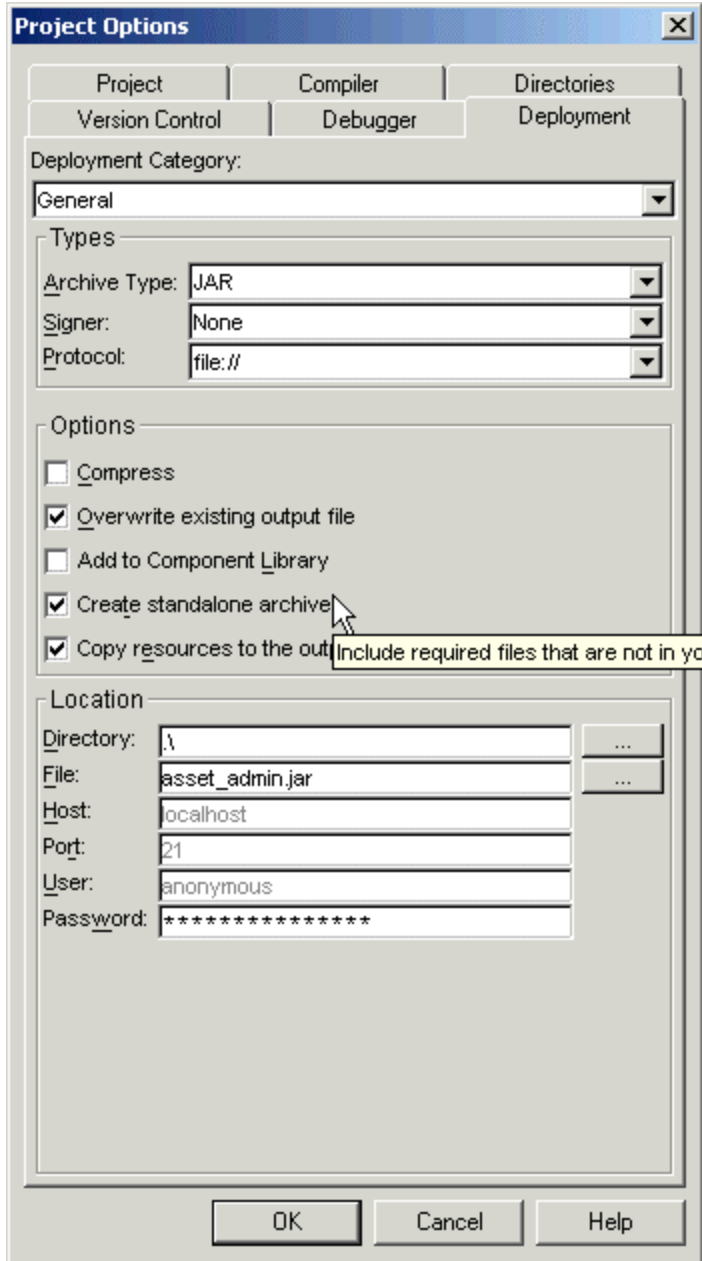 Project Options
Project Compiler Directories
Version Control Debugger Deployment
Deployment Category:
General
Types
Archive Type: JAR
Signer: None
Protocol: file://
Options
Compress
Overwrite existing output file
Add to Component Library
Create standalone archive
Copy resources to the
Include required files that are not in
Location
Directory: .\ ...
File: asset_admin.jar ...
Host: localhost
Port: 21
User: anonymous
Password: ***************
OK Cancel Help